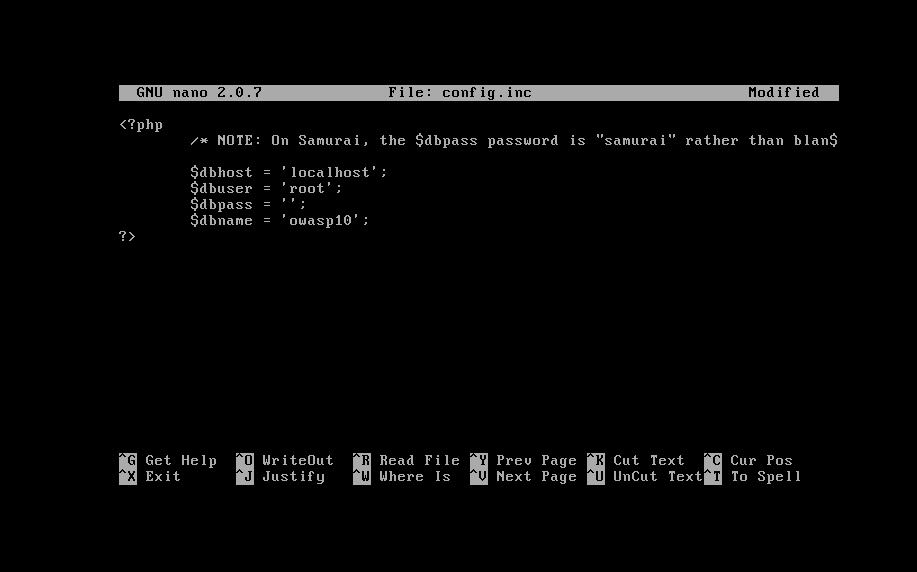 GNU nano 2.0.7 File: config.inc Modified
<?php
/* NOTE: On Samurai, the $dbpass password is "samurai" rather than blan$
$dbhost = 'localhost';
$dbuser = 'root';
$dbpass = '';
$dbname = 'owasp10';
?>
^G Get Help ^O WriteOut ^R Read File ^Y Prev Page ^K Cut Text ^C Cur Pos
^X Exit ^J Justify ^W Where Is ^V Next Page ^U UnCut Text ^T To Spell